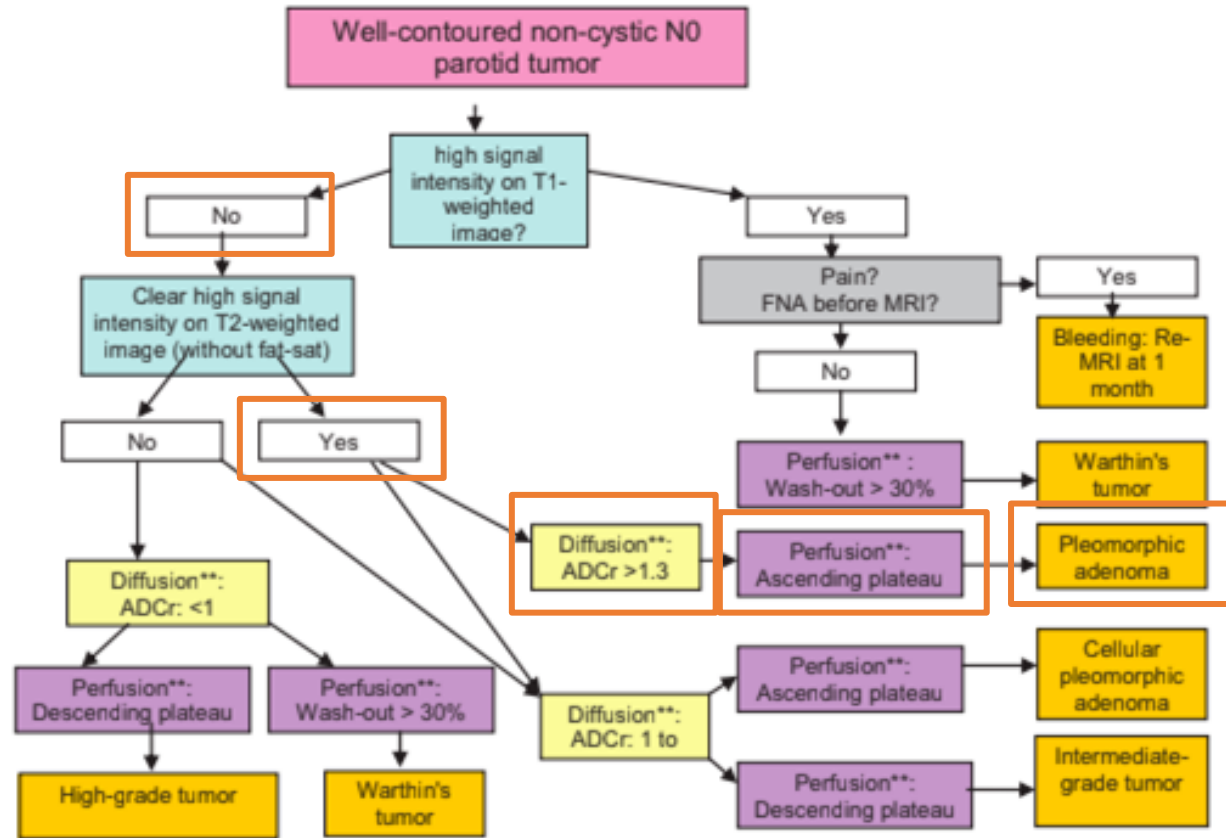 Well-contoured non-cystic N0
parotid tumor
high signal
intensity on T1-
weighted
image?
No
Yes
Clear high signal
intensity on T2-weighted
image (without fat-sat)
Pain?
FNA before MRI?
Yes
Bleeding: Re-
MRI at 1
month
No
No
Yes
Perfusion** :
Wash-out > 30%
Warthin's
tumor
Diffusion**:
ADCr >1.3
Perfusion**:
Ascending plateau
Pleomorphic
adenoma
Diffusion**:
ADCr: <1
Perfusion**:
Descending plateau
Perfusion**:
Wash-out > 30%
Diffusion**:
ADCr: 1 to
Perfusion**:
Ascending plateau
Cellular
pleomorphic
adenoma
Perfusion**:
Descending plateau
Intermediate-
grade tumor
High-grade tumor
Warthin's
tumor